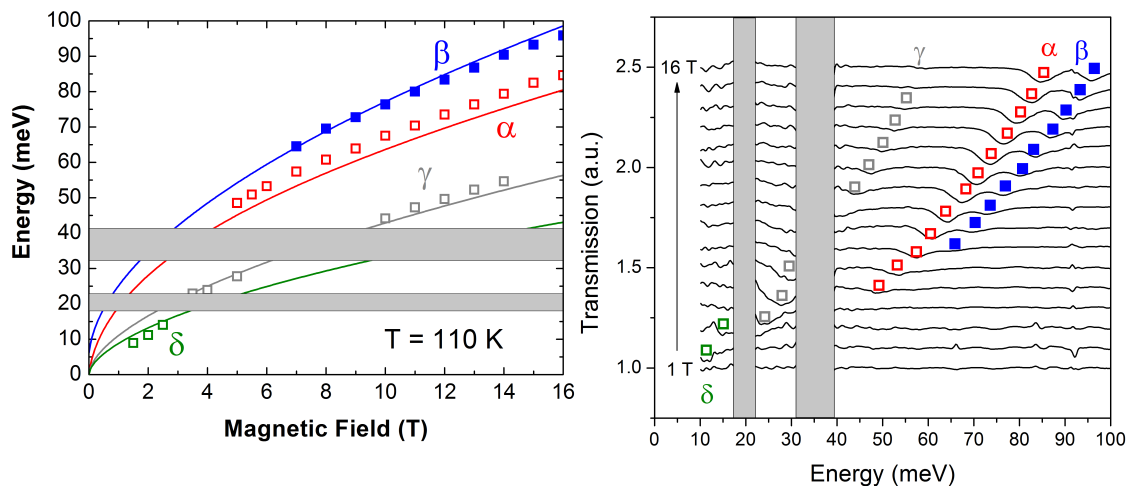 100
90
80
70
60
50
40
30
20
10
0
Energy (meV)
β
α
γ
δ
T = 110 K
0 2 4 6 8 10 12 14 16
Magnetic Field (T)
2.5
2.0
1.5
1.0
Transmission (a.u.)
γ α β
16 T
1 T
δ
0 10 20 30 40 50 60 70 80 90 100
Energy (meV)